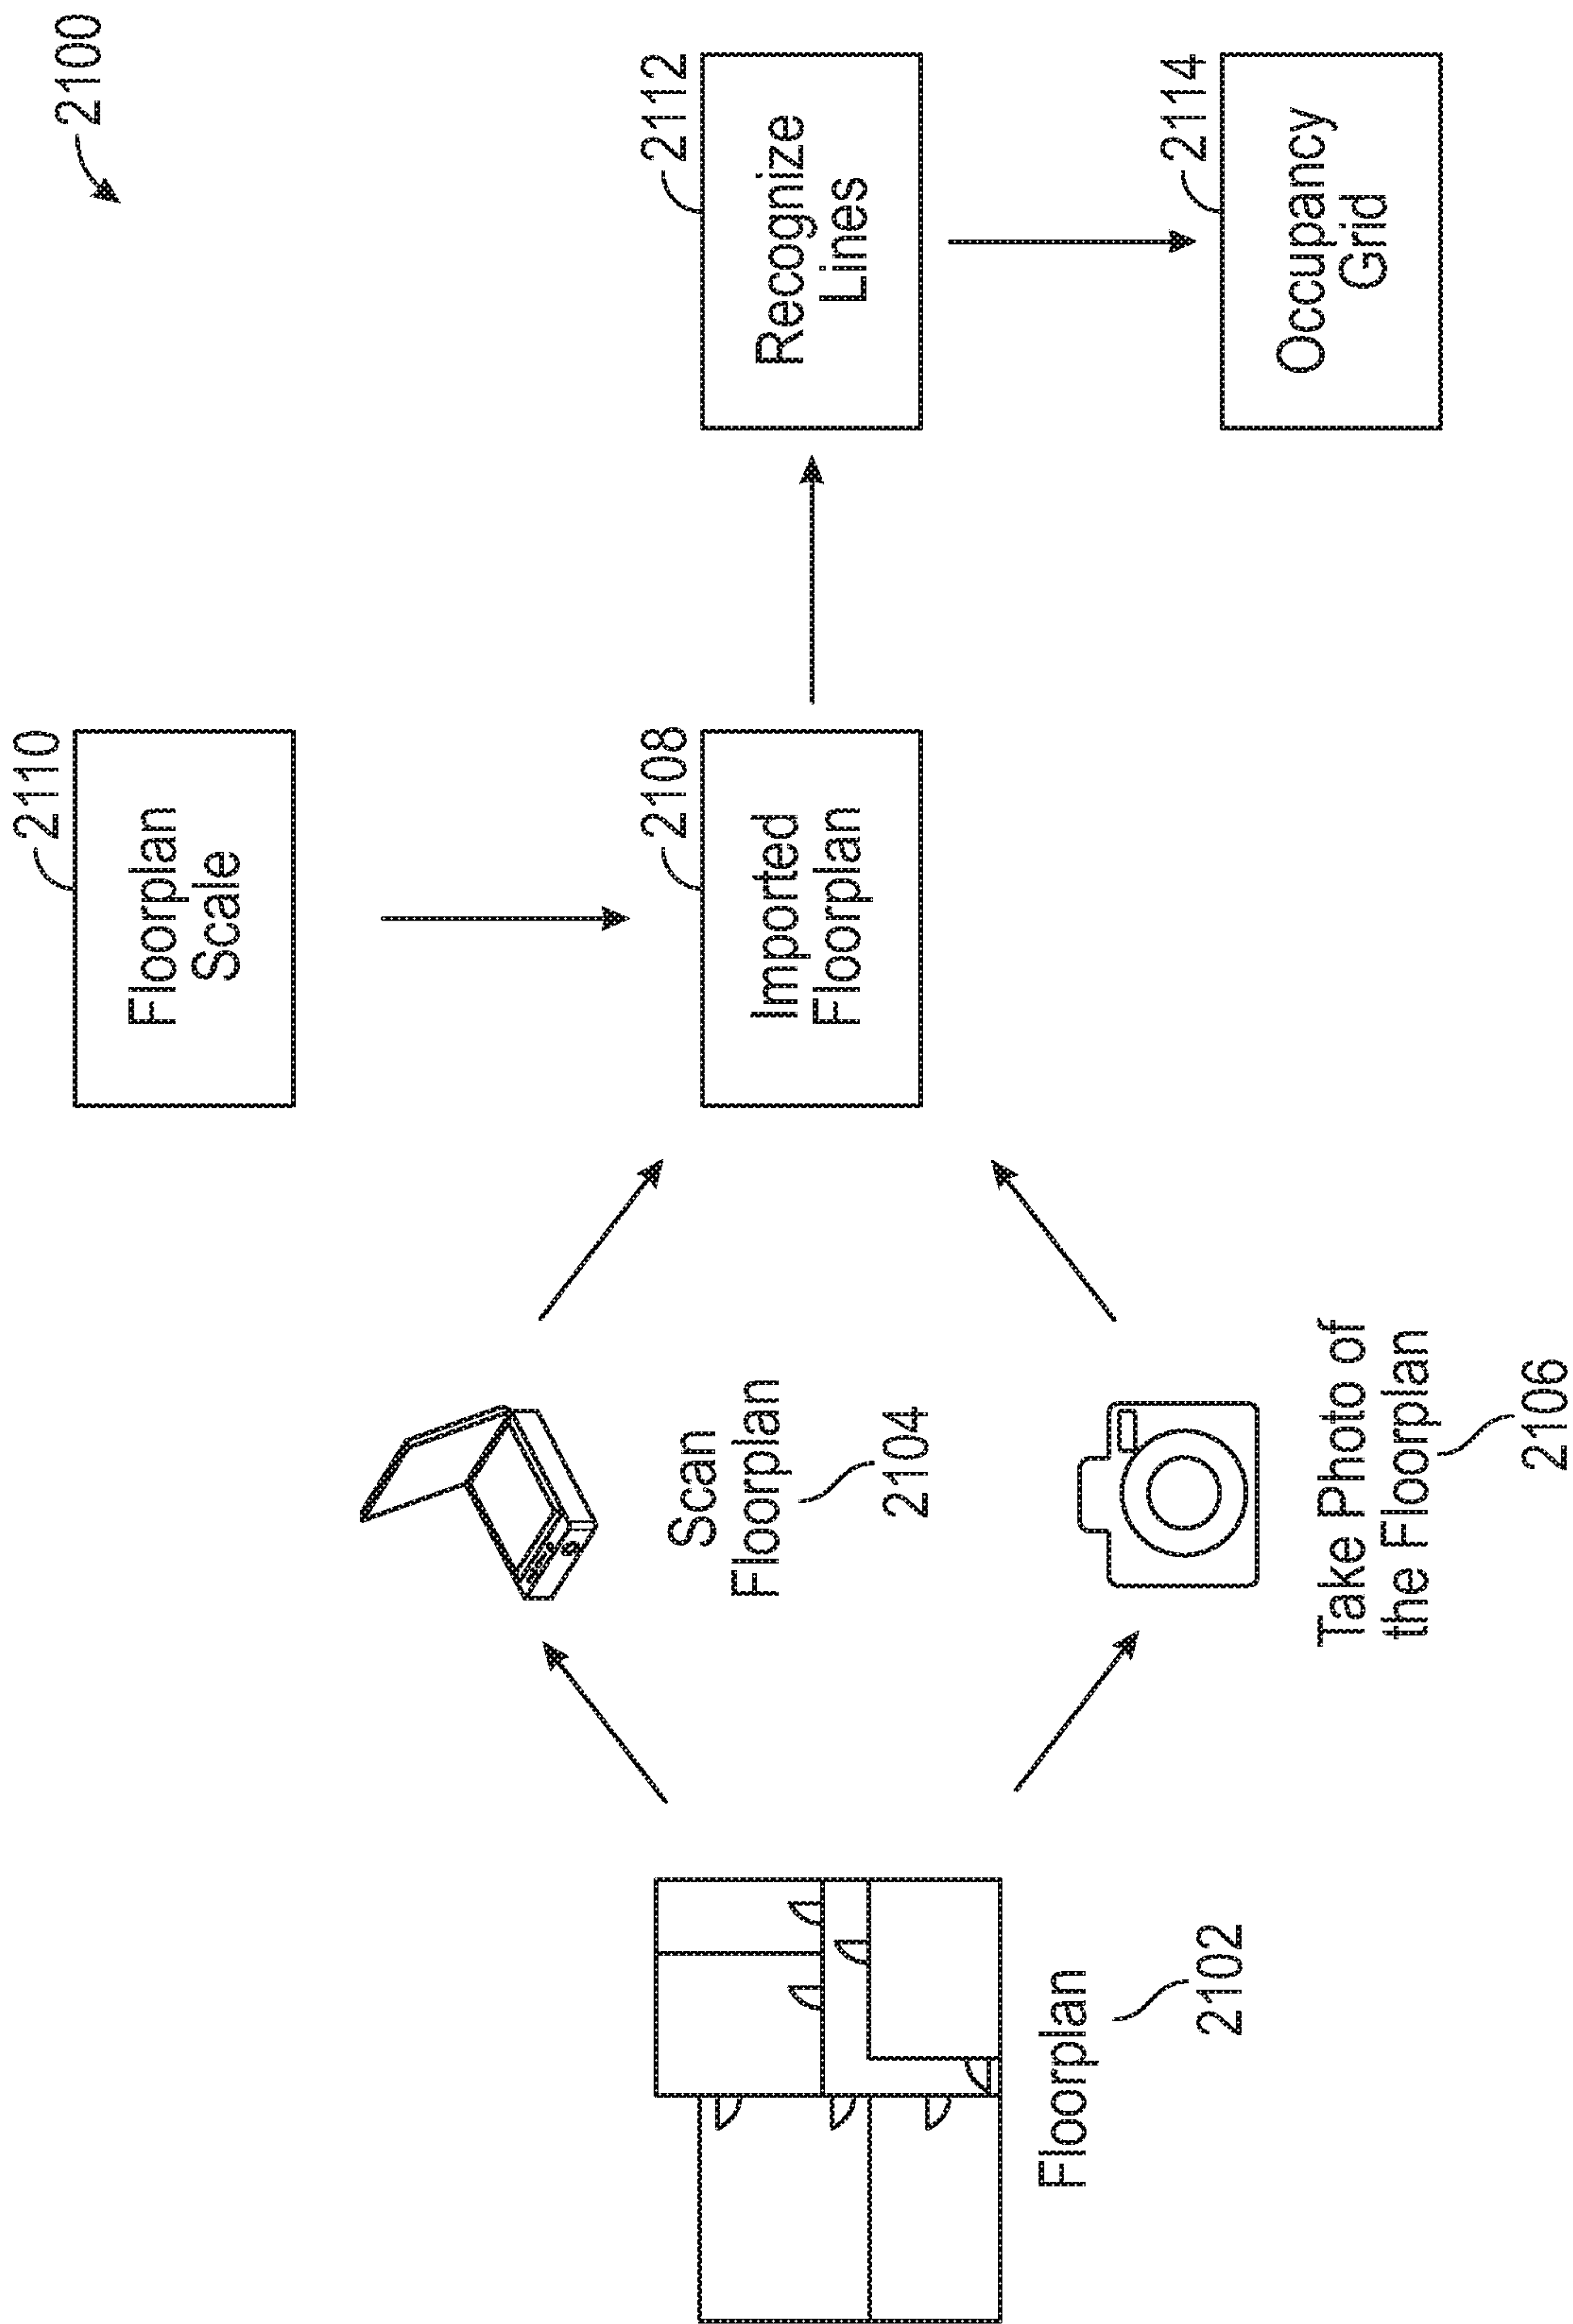 2100
2110
Floorplan
Scale
2108
Imported
Floorplan
2112
Recognize
Lines
2114
Occupancy
Grid
Scan
Floorplan
2104
Take Photo of
the Floorplan
2106
Floorplan
2102